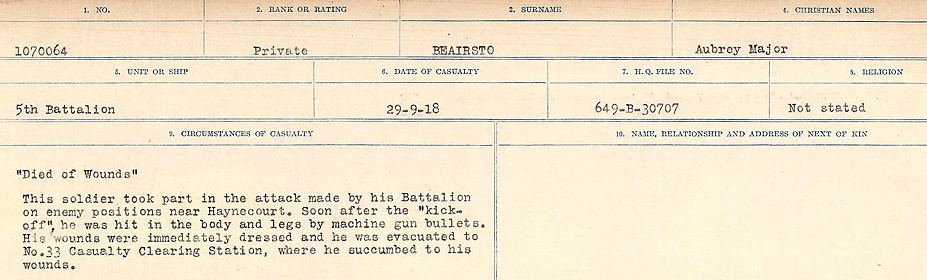 1. NO. 2. RANK OR RATING 3. SURNAME 4. CHRISTIAN NAMES
1070064 Private BEAIRSTO Aubrey Major
5. UNIT OR SHIP 6. DATE OF CASUALTY 7. H. Q. FILE NO. 8. RELIGION
5th Battalion 29-9-18 649-B-30707 Not stated
9. CIRCUMSTANCES OF CASUALTY 10. NAME, RELATIONSHIP AND ADDRESS OF NEXT OF KIN
"Died of Wounds"
This soldier took part in the attack made by his Battalion
on enemy positions near Haynecourt. Soon after the "kick-
off", he was hit in the body and legs by machine gun bullets.
His wounds were immediately dressed and he was evacuated to
No.33 Casualty Clearing Station, where he succumbed to his
wounds.